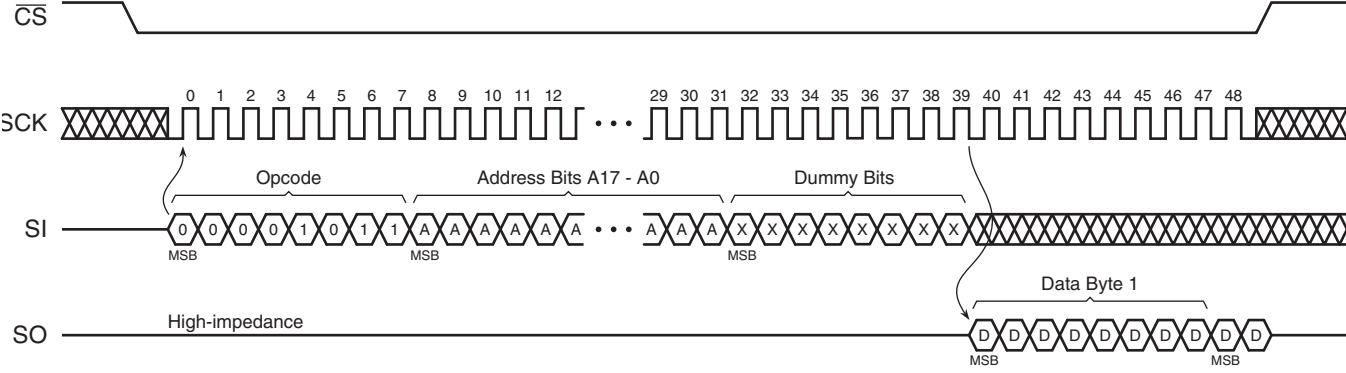 CS
SCK
0 1 2 3 4 5 6 7 8 9 10 11 12 • • • 29 30 31 32 33 34 35 36 37 38 39 40 41 42 43 44 45 46 47 48
Opcode
Address Bits A17 - A0
Dummy Bits
SI
0 0 0 0 1 0 1 1 A A A A A A • • • A A A X X X X X X X X
MSB MSB MSB
Data Byte 1
SO
High-impedance
D D D D D D D D D D
MSB MSB